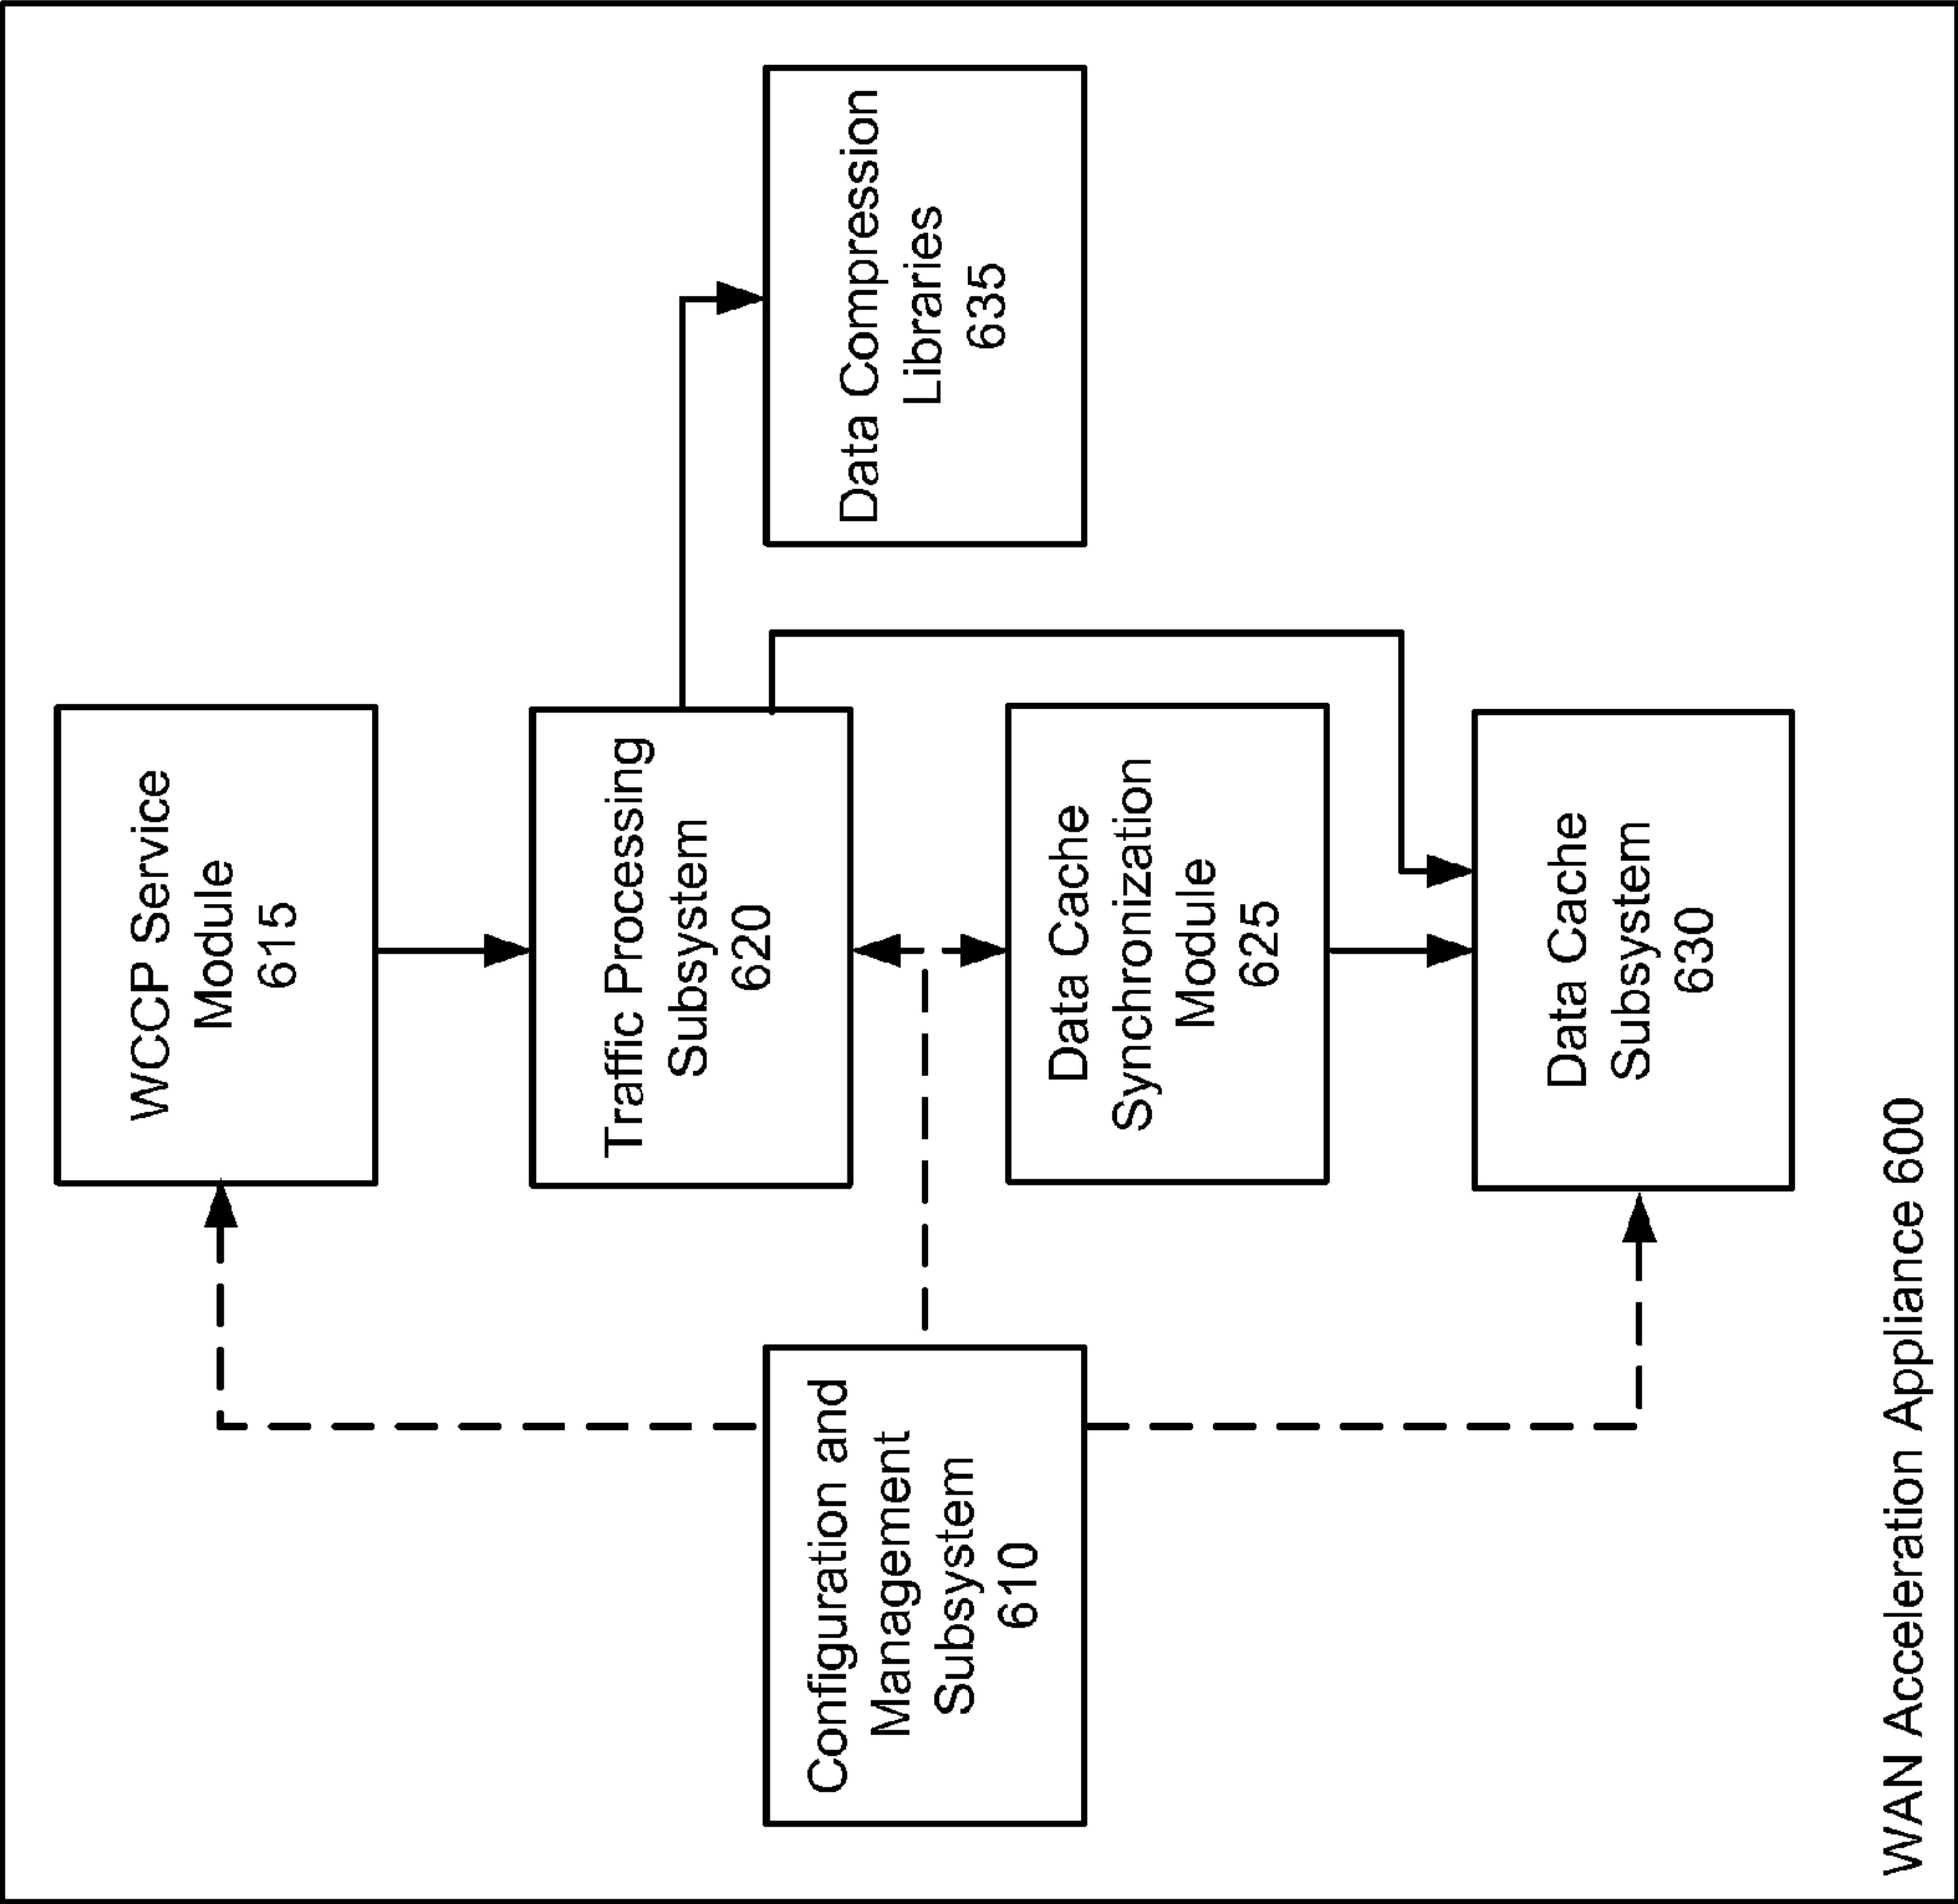 WCCP Service
Module
615
Traffic Processing
Subsystem
620
Data Cache
Synchronization
Module
625
Data Cache
Subsystem
630
Data Compression
Libraries
635
Configuration and
Management
Subsystem
610
WAN Acceleration Appliance 600